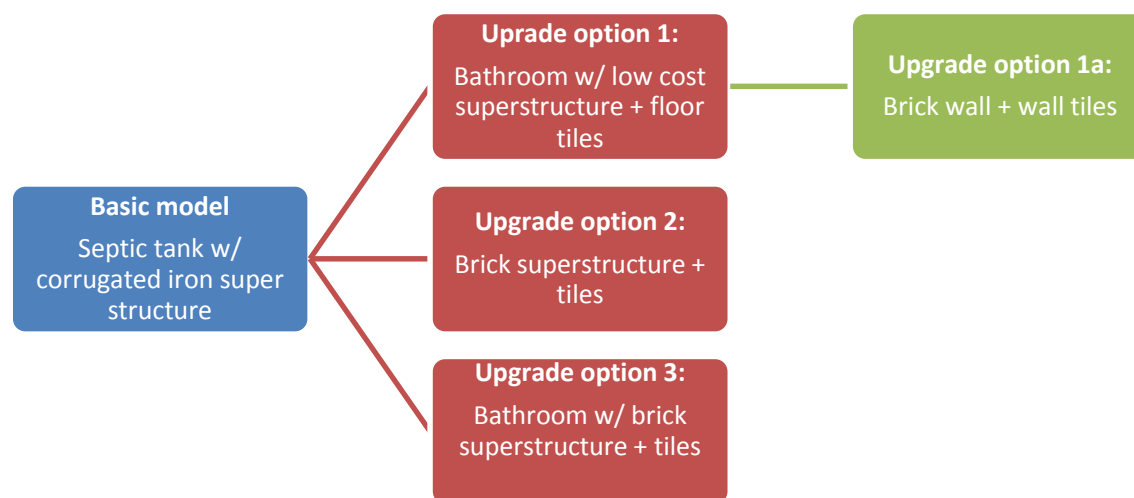 Uprade option 1:
Bathroom w/ low cost
superstructure + floor
tiles
Upgrade option 1a:
Brick wall + wall tiles
Basic model
Septic tank w/
corrugated iron super
structure
Upgrade option 2:
Brick superstructure +
tiles
Upgrade option 3:
Bathroom w/ brick
superstructure + tiles